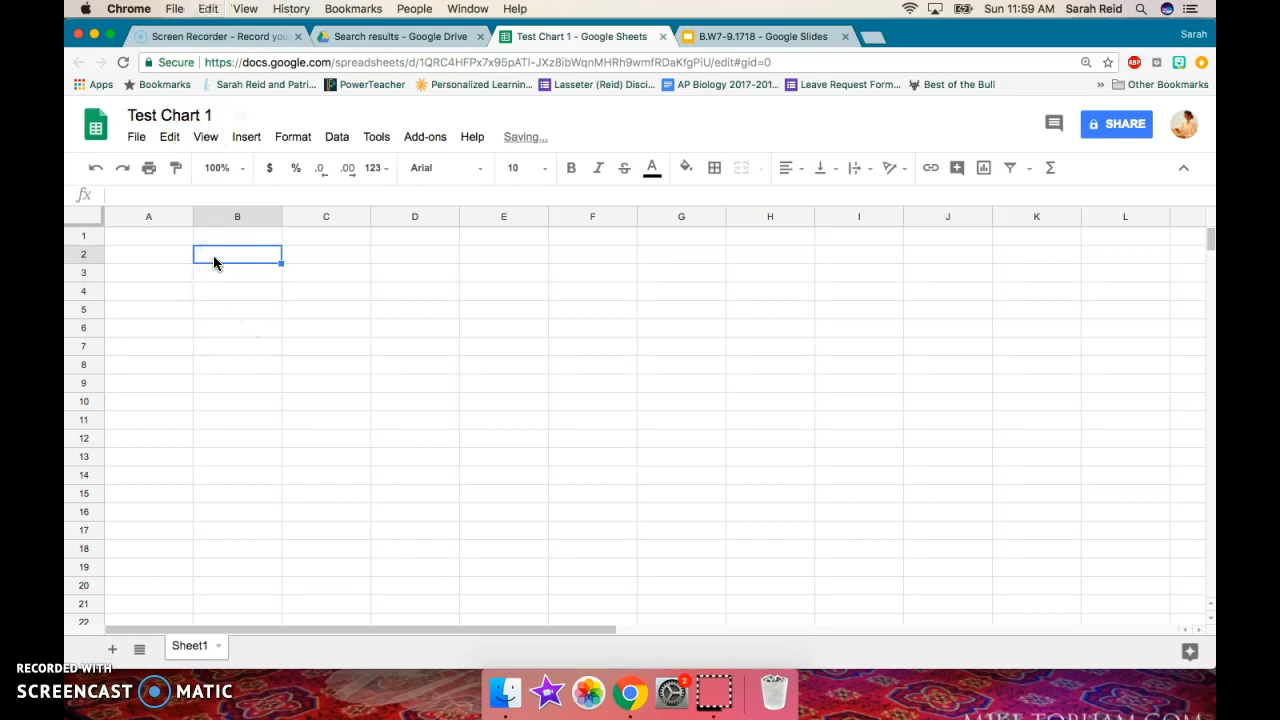 Chrome File Edit View History Bookmarks People Window Help Sun 11:59 AM Sarah Reid
Screen Recorder - Record your Search results - Google Drive Test Chart 1 - Google Sheets B.W7-9.1718 - Google Slides Sarah
Secure https://docs.google.com/spreadsheets/d/1QRC4HFPx7x95pATI-JXz8ibWqnMHRh9wmfRDaKfgPiU/edit#gid=0
Apps Bookmarks Sarah Reid and Patri... PowerTeacher Personalized Learnin... Lasseter (Reid) Disci... AP Biology 2017-201... Leave Request Form... Best of the Bull » Other Bookmarks
Test Chart 1
File Edit View Insert Format Data Tools Add-ons Help Saving...
SHARE
100% $ % .0 .00 123 Arial 10 B I S A Σ
fx
A B C D E F G H I J K L
1
2
3
4
5
6
7
8
9
10
11
12
13
14
15
16
17
18
19
20
21
22
+ Sheet1
RECORDED WITH
SCREENCAST MATIC
2